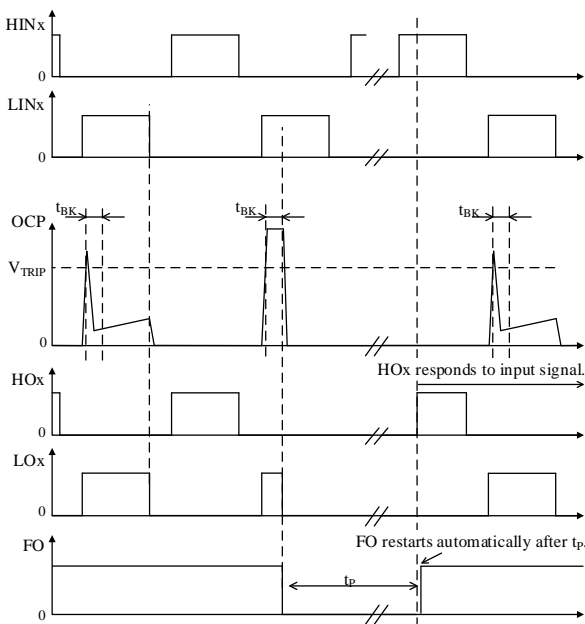 HINx
0
LINx
0
tBK
tBK
tBK
OCP
VTRIP
0
HOx responds to input signal.
HOx
0
LOx
0
FO restarts automatically after tP.
FO
tP
0